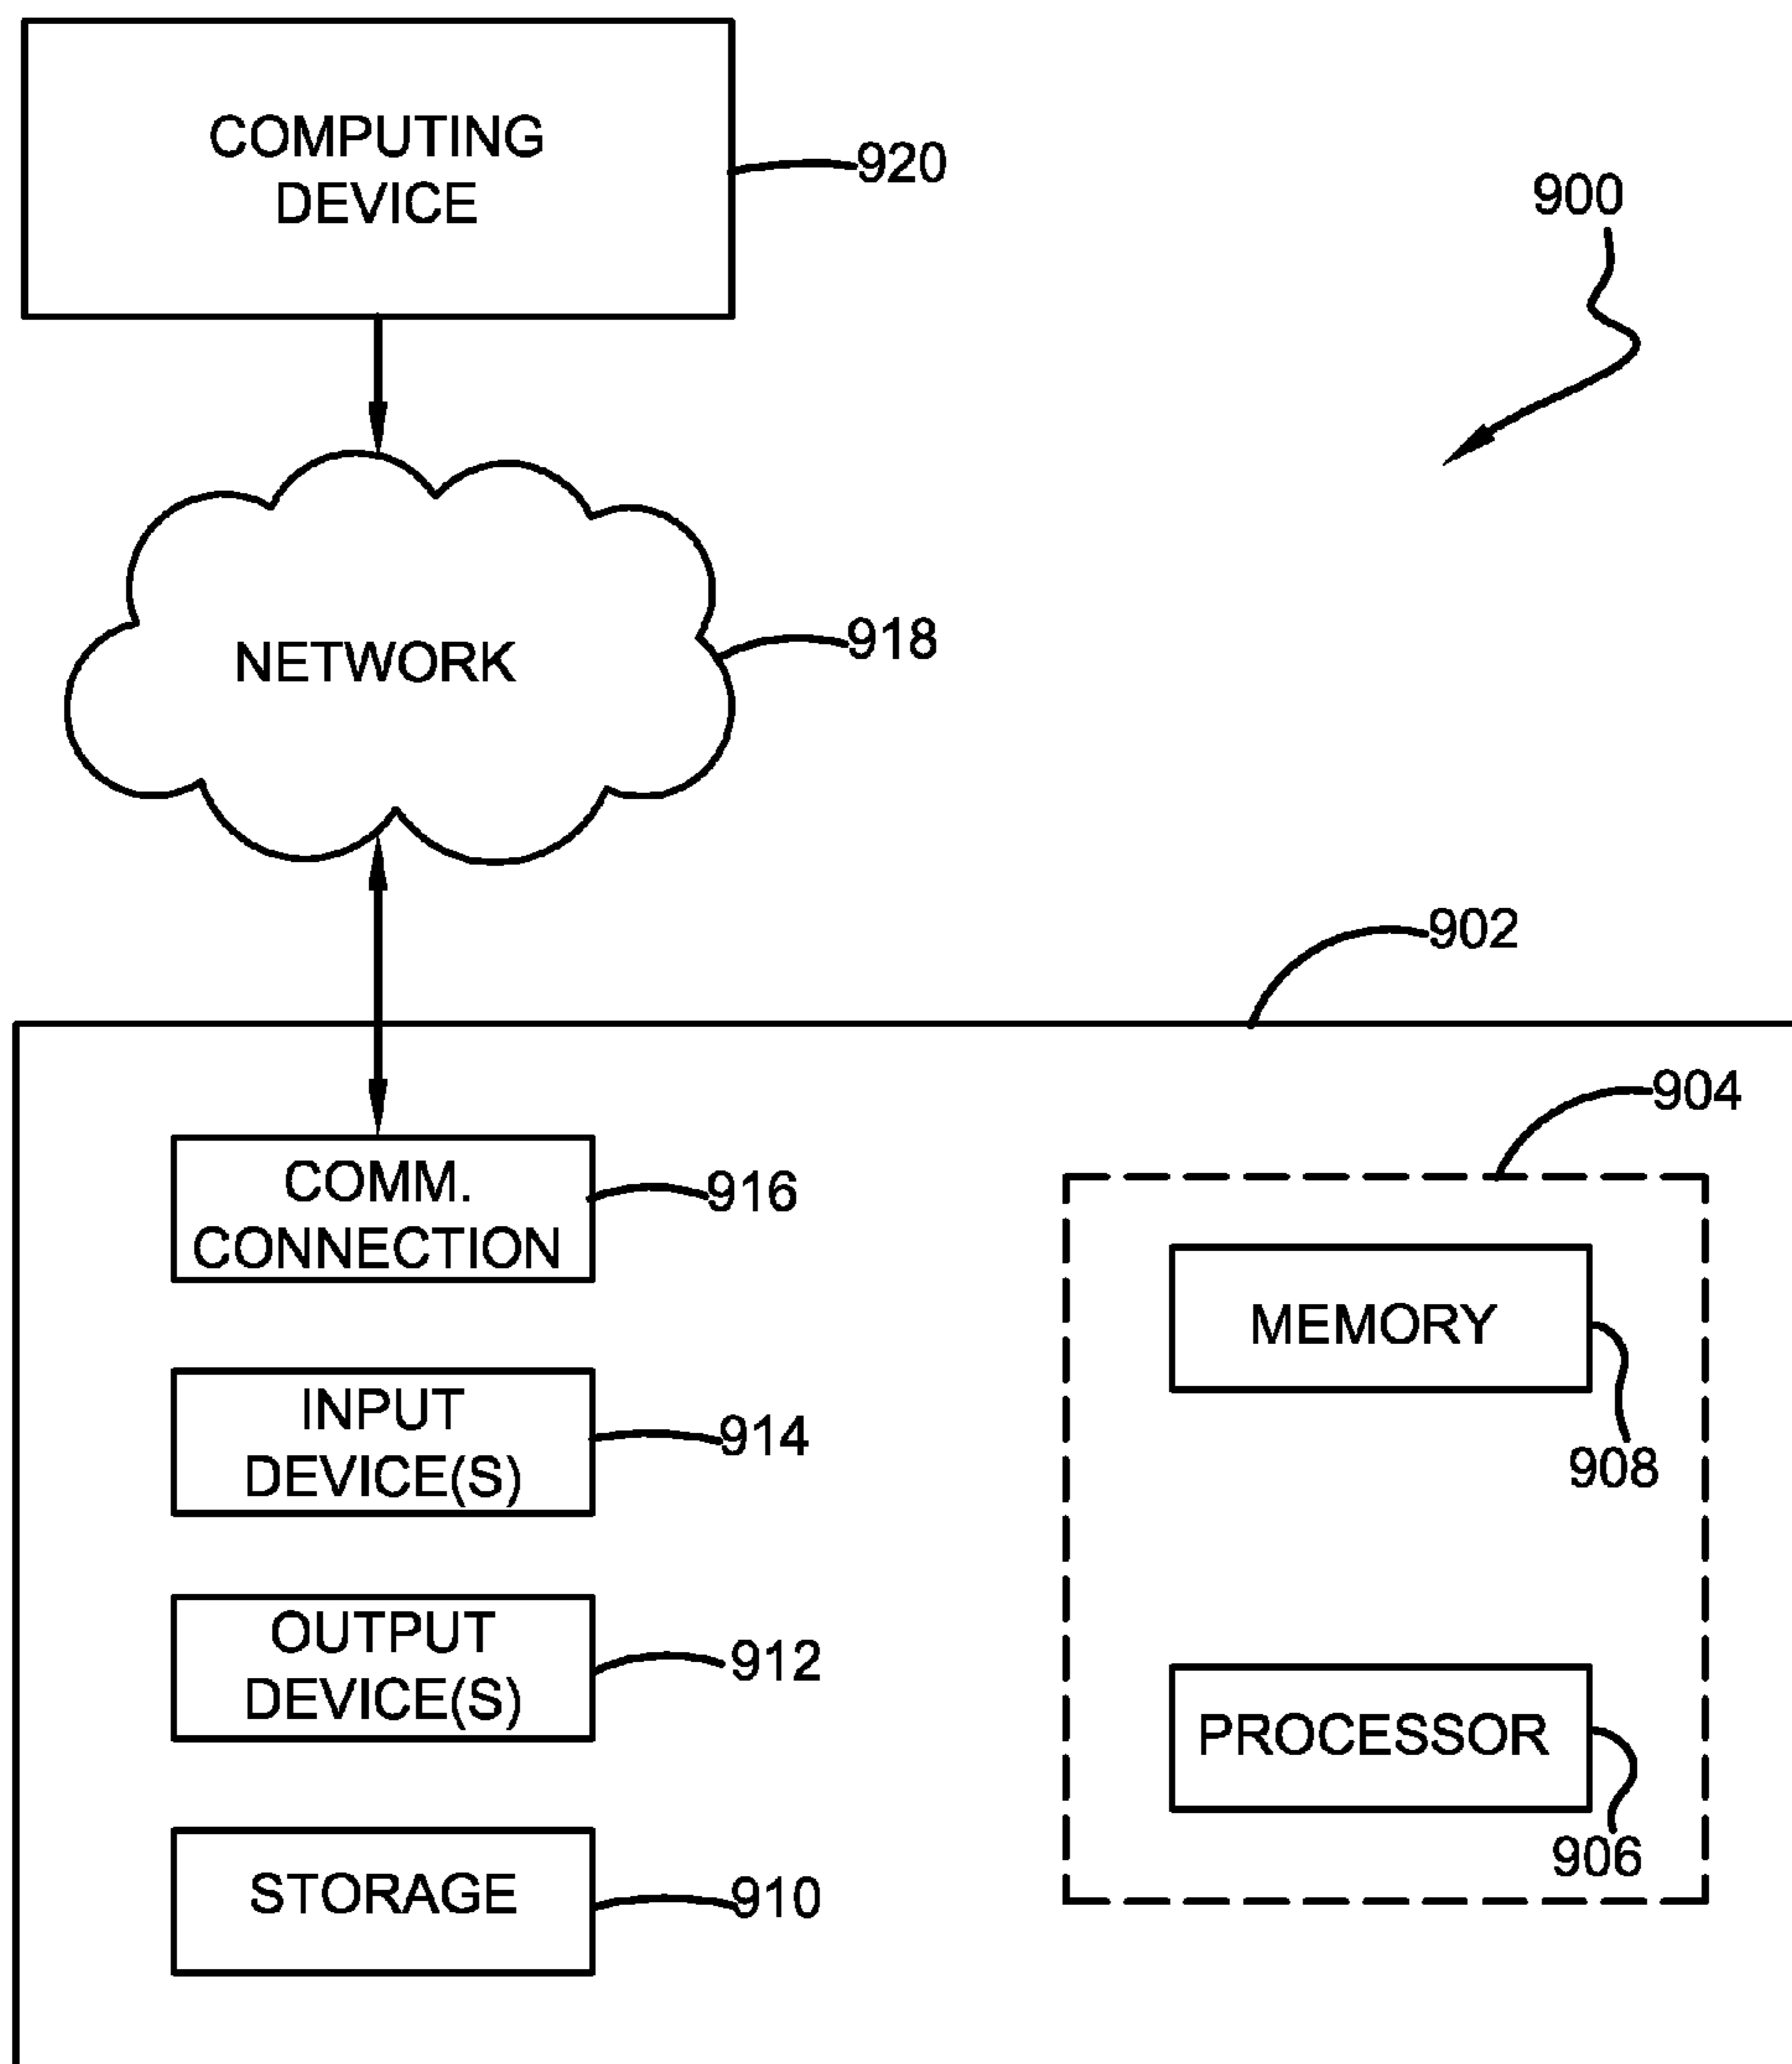 COMPUTING
DEVICE
920
900
NETWORK
918
902
904
COMM.
CONNECTION
916
MEMORY
908
INPUT
DEVICE(S)
914
OUTPUT
DEVICE(S)
912
PROCESSOR
906
STORAGE
910